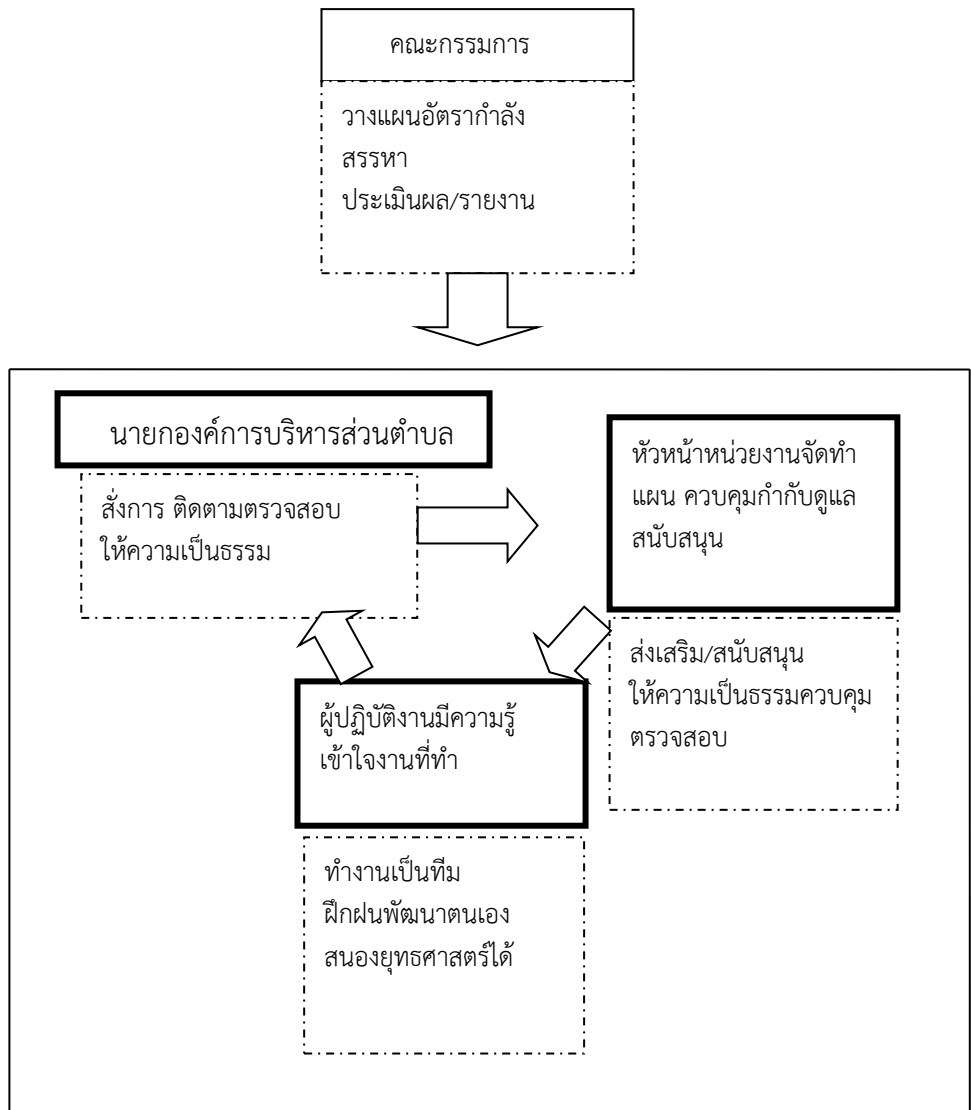 คณะกรรมการ
วางแผนอัตรากำลัง
สรรหา
ประเมินผล/รายงาน
นายกองค์การบริหารส่วนตำบล
สั่งการ ติดตามตรวจสอบ
ให้ความเป็นธรรม
หัวหน้าหน่วยงานจัดทำ
แผน ควบคุมกำกับดูแล
สนับสนุน
ส่งเสริม/สนับสนุน
ให้ความเป็นธรรมควบคุม
ตรวจสอบ
ผู้ปฏิบัติงานมีความรู้
เข้าใจงานที่ทำ
ทำงานเป็นทีม
ฝึกฝนพัฒนาตนเอง
สนองยุทธศาสตร์ได้